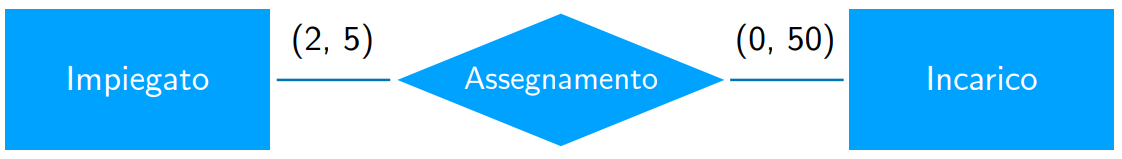 Impiegato
(2, 5)
Assegnamento
(0, 50)
Incarico